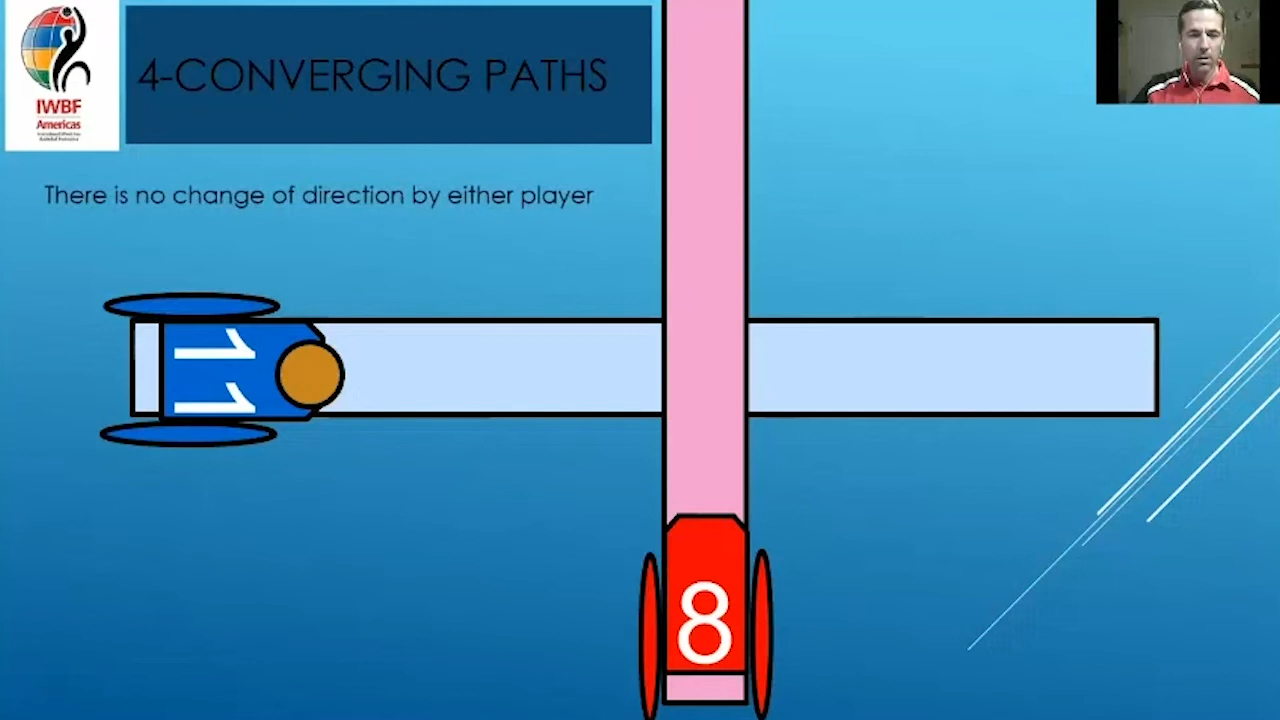 IWBF
Americas
4-CONVERGING PATHS
There is no change of direction by either player
11
8